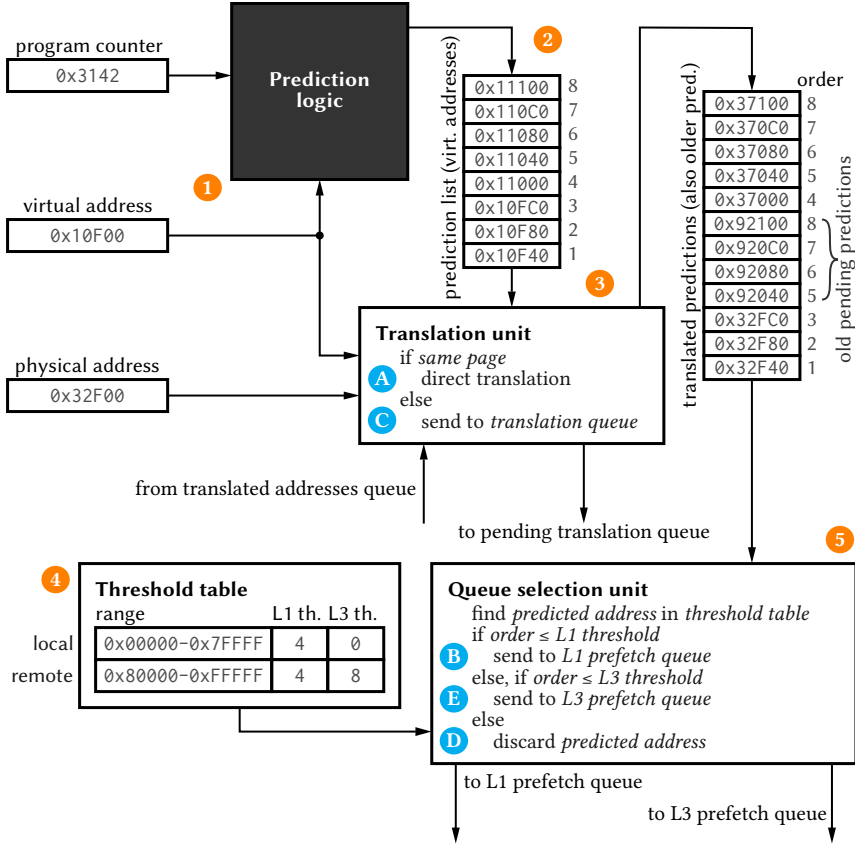 program counter
0x3142
Prediction
logic
1
virtual address
0x10F00
physical address
0x32F00
2
prediction list (virt. addresses)
0x11100 8
0x110C0 7
0x11080 6
0x11040 5
0x11000 4
0x10FC0 3
0x10F80 2
0x10F40 1
3
Translation unit
if same page
A direct translation
else
C send to translation queue
from translated addresses queue
to pending translation queue
order
translated predictions (also older pred.)
0x37100 8
0x370C0 7
0x37080 6
0x37040 5
0x37000 4
0x92100 8
0x920C0 7
0x92080 6
0x92040 5
0x32FC0 3
0x32F80 2
0x32F40 1
old pending predictions
4
Threshold table
range L1 th. L3 th.
local 0x00000-0x7FFFF 4 0
remote 0x80000-0xFFFFF 4 8
5
Queue selection unit
find predicted address in threshold table
if order ≤ L1 threshold
B send to L1 prefetch queue
else, if order ≤ L3 threshold
E send to L3 prefetch queue
else
D discard predicted address
to L1 prefetch queue
to L3 prefetch queue